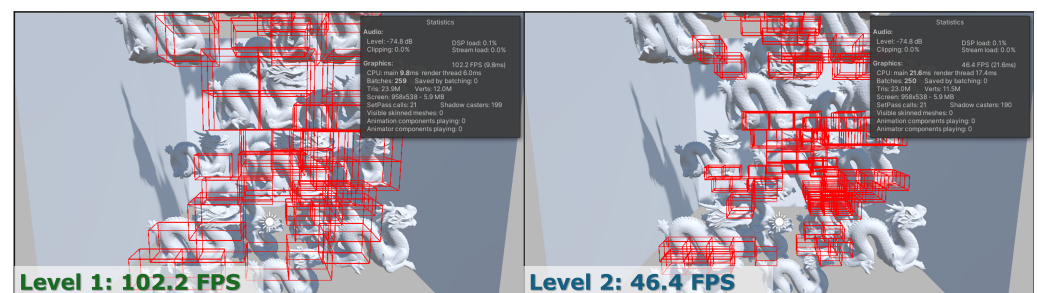 Statistics
Audio:
Level: -74.8 dB DSP load: 0.1%
Clipping: 0.0% Stream load: 0.0%
Graphics: 102.2 FPS (9.8ms)
CPU: main 9.8ms render thread 6.0ms
Batches: 259 Saved by batching: 0
Tris: 23.9M Verts: 12.0M
Screen: 958x538 - 5.9 MB
SetPass calls: 21 Shadow casters: 199
Visible skinned meshes: 0
Animation components playing: 0
Animator components playing: 0
Level 1: 102.2 FPS
Statistics
Audio:
Level: -74.8 dB DSP load: 0.1%
Clipping: 0.0% Stream load: 0.0%
Graphics: 46.4 FPS (21.6ms)
CPU: main 21.6ms render thread 17.4ms
Batches: 250 Saved by batching: 0
Tris: 23.0M Verts: 11.5M
Screen: 958x538 - 5.9 MB
SetPass calls: 21 Shadow casters: 190
Visible skinned meshes: 0
Animation components playing: 0
Animator components playing: 0
Level 2: 46.4 FPS